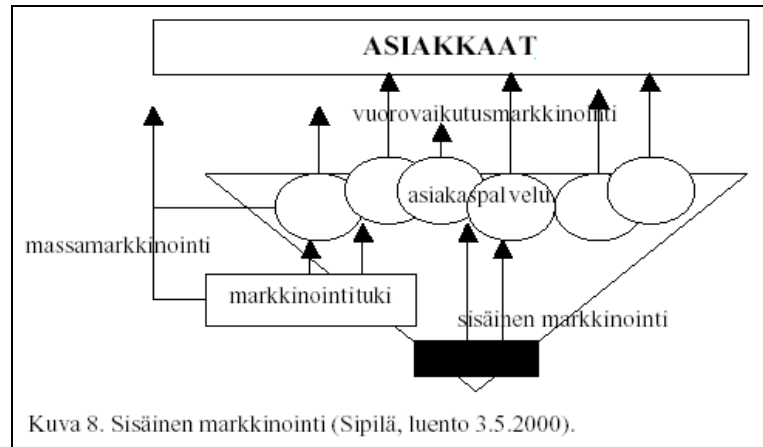 ASIAKKAAT
vuorovaikutusmarkkinointi
asiakaspalvelu
massamarkkinointi
markkinointituki
sisäinen markkinointi
Kuva 8. Sisäinen markkinointi (Sipilä, luento 3.5.2000).